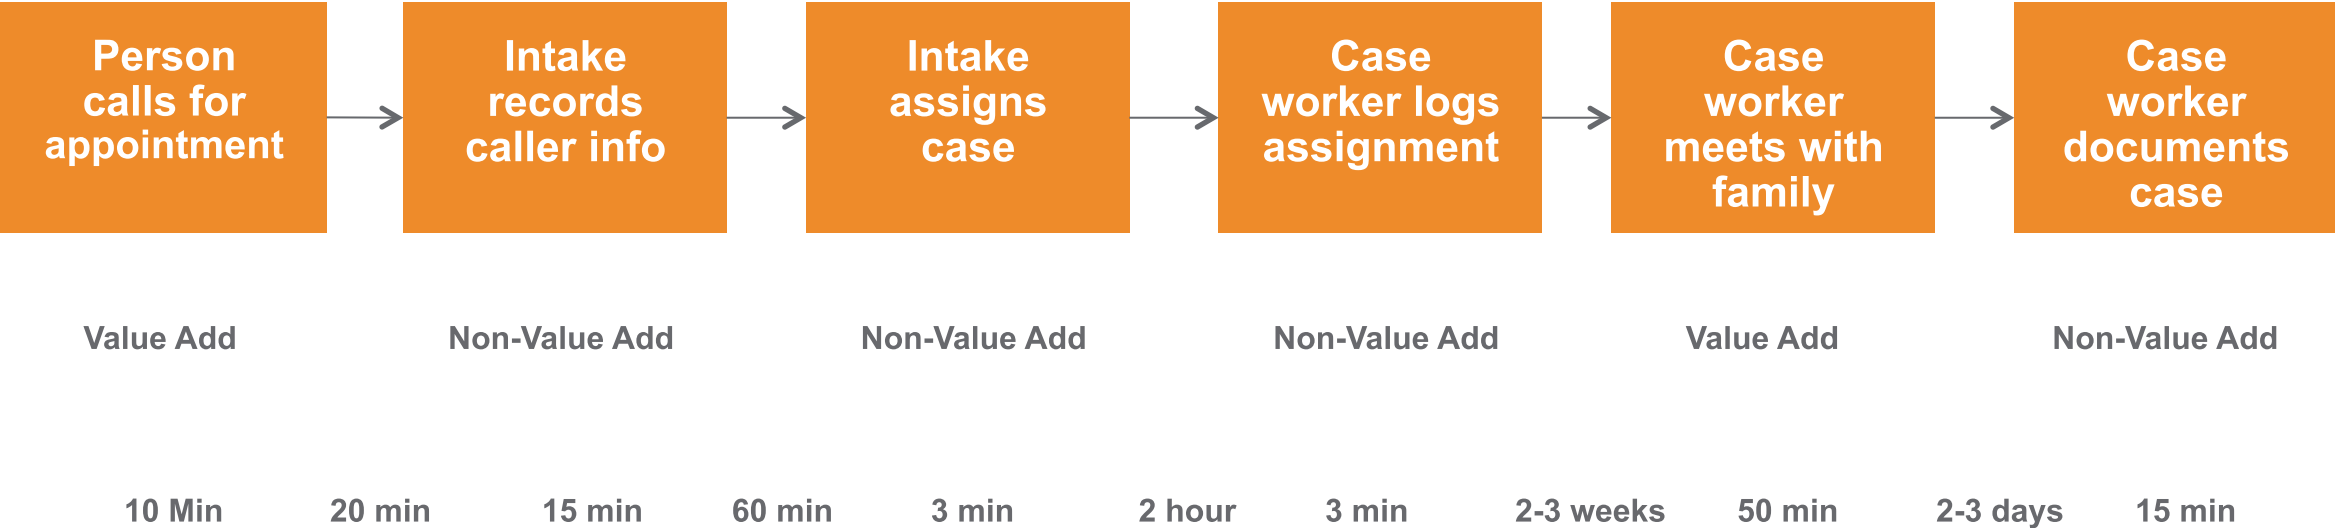 Person
calls for
appointment
Intake
records
caller info
Intake
assigns
case
Case
worker logs
assignment
Case
worker
meets with
family
Case
worker
documents
case
Value Add
Non-Value Add
Non-Value Add
Non-Value Add
Value Add
Non-Value Add
10 Min
20 min
15 min
60 min
3 min
2 hour
3 min
2-3 weeks
50 min
2-3 days
15 min